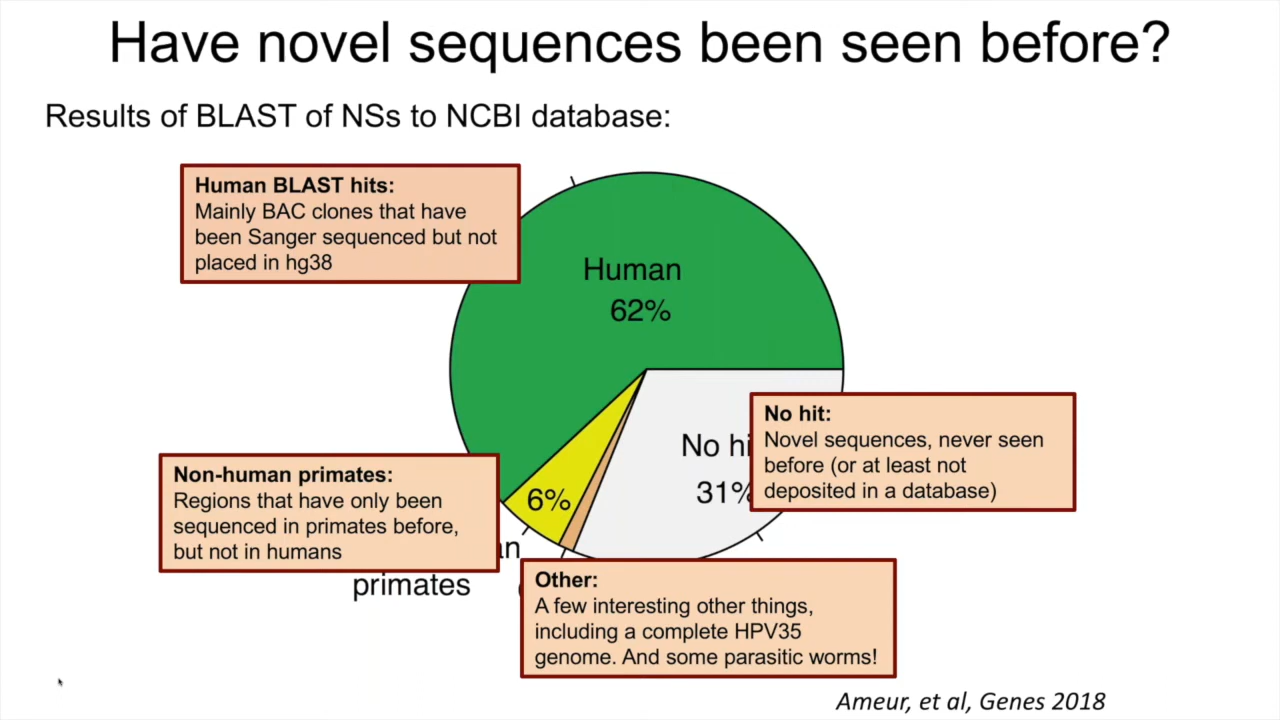 Have novel sequences been seen before?
Results of BLAST of NSs to NCBI database:
Human BLAST hits:
Mainly BAC clones that have
been Sanger sequenced but not
placed in hg38
Human
62%
No hit:
Novel sequences, never seen
before (or at least not
deposited in a database)
No hi
31%
Non-human primates:
Regions that have only been
sequenced in primates before,
but not in humans
6%
primates
Other:
A few interesting other things,
including a complete HPV35
genome. And some parasitic worms!
Ameur, et al, Genes 2018